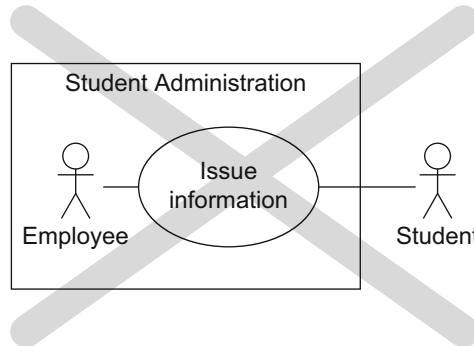 Student Administration
Issue
information
Employee
Student